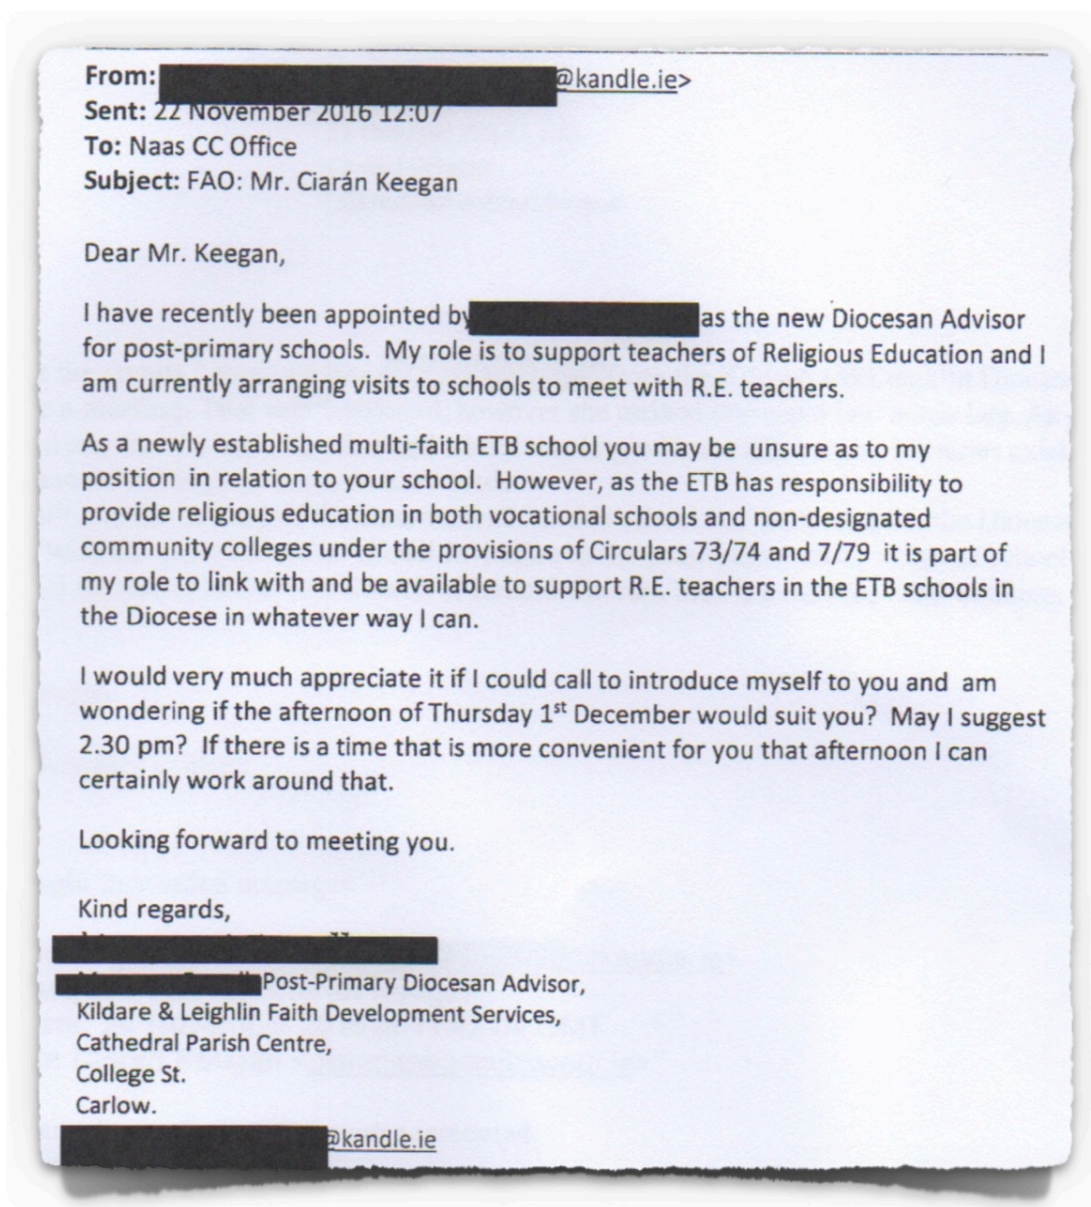 From: @kandle.ie>
Sent: 22 November 2016 12:07
To: Naas CC Office
Subject: FAO: Mr. Ciarán Keegan
Dear Mr. Keegan,
I have recently been appointed by as the new Diocesan Advisor
for post-primary schools. My role is to support teachers of Religious Education and I
am currently arranging visits to schools to meet with R.E. teachers.
As a newly established multi-faith ETB school you may be unsure as to my
position in relation to your school. However, as the ETB has responsibility to
provide religious education in both vocational schools and non-designated
community colleges under the provisions of Circulars 73/74 and 7/79 it is part of
my role to link with and be available to support R.E. teachers in the ETB schools in
the Diocese in whatever way I can.
I would very much appreciate it if I could call to introduce myself to you and am
wondering if the afternoon of Thursday 1st December would suit you? May I suggest
2.30 pm? If there is a time that is more convenient for you that afternoon I can
certainly work around that.
Looking forward to meeting you.
Kind regards,
Post-Primary Diocesan Advisor,
Kildare & Leighlin Faith Development Services,
Cathedral Parish Centre,
College St.
Carlow.
@kandle.ie